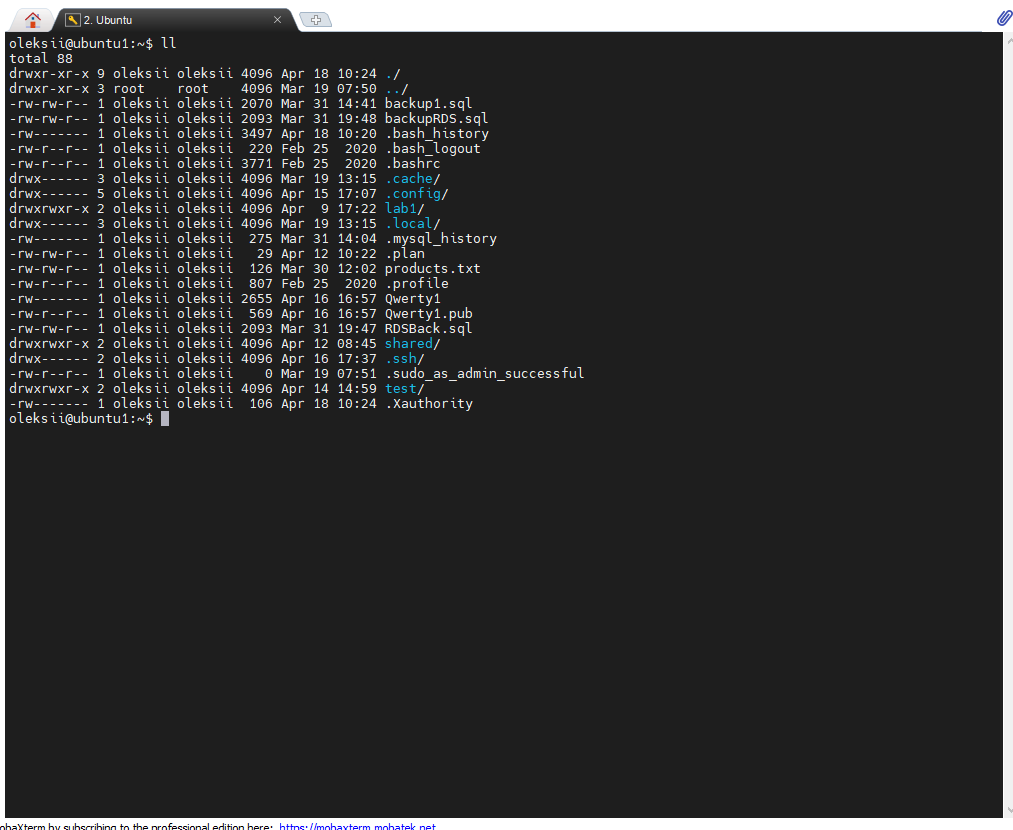 2. Ubuntu
oleksii@ubuntu1:~$ ll
total 88
drwxr-xr-x 9 oleksii oleksii 4096 Apr 18 10:24 ./
drwxr-xr-x 3 root    root    4096 Mar 19 07:50 ../
-rw-rw-r-- 1 oleksii oleksii 2070 Mar 31 14:41 backup1.sql
-rw-rw-r-- 1 oleksii oleksii 2093 Mar 31 19:48 backupRDS.sql
-rw------- 1 oleksii oleksii 3497 Apr 18 10:20 .bash_history
-rw-r--r-- 1 oleksii oleksii  220 Feb 25  2020 .bash_logout
-rw-r--r-- 1 oleksii oleksii 3771 Feb 25  2020 .bashrc
drwx------ 3 oleksii oleksii 4096 Mar 19 13:15 .cache/
drwx------ 5 oleksii oleksii 4096 Apr 15 17:07 .config/
drwxrwxr-x 2 oleksii oleksii 4096 Apr  9 17:22 lab1/
drwx------ 3 oleksii oleksii 4096 Mar 19 13:15 .local/
-rw------- 1 oleksii oleksii  275 Mar 31 14:04 .mysql_history
-rw-rw-r-- 1 oleksii oleksii   29 Apr 12 10:22 .plan
-rw-rw-r-- 1 oleksii oleksii  126 Mar 30 12:02 products.txt
-rw-r--r-- 1 oleksii oleksii  807 Feb 25  2020 .profile
-rw------- 1 oleksii oleksii 2655 Apr 16 16:57 Qwerty1
-rw-rw-r-- 1 oleksii oleksii  569 Apr 16 16:57 Qwerty1.pub
-rw-rw-r-- 1 oleksii oleksii 2093 Mar 31 19:47 RDSBack.sql
drwxrwxr-x 2 oleksii oleksii 4096 Apr 12 08:45 shared/
drwx------ 2 oleksii oleksii 4096 Apr 16 17:37 .ssh/
-rw-r--r-- 1 oleksii oleksii    0 Mar 19 07:51 .sudo_as_admin_successful
drwxrwxr-x 2 oleksii oleksii 4096 Apr 14 14:59 test/
-rw------- 1 oleksii oleksii  106 Apr 18 10:24 .Xauthority
oleksii@ubuntu1:~$
obaXterm by subscribing to the professional edition here: https://mobaxterm.mobatek.net